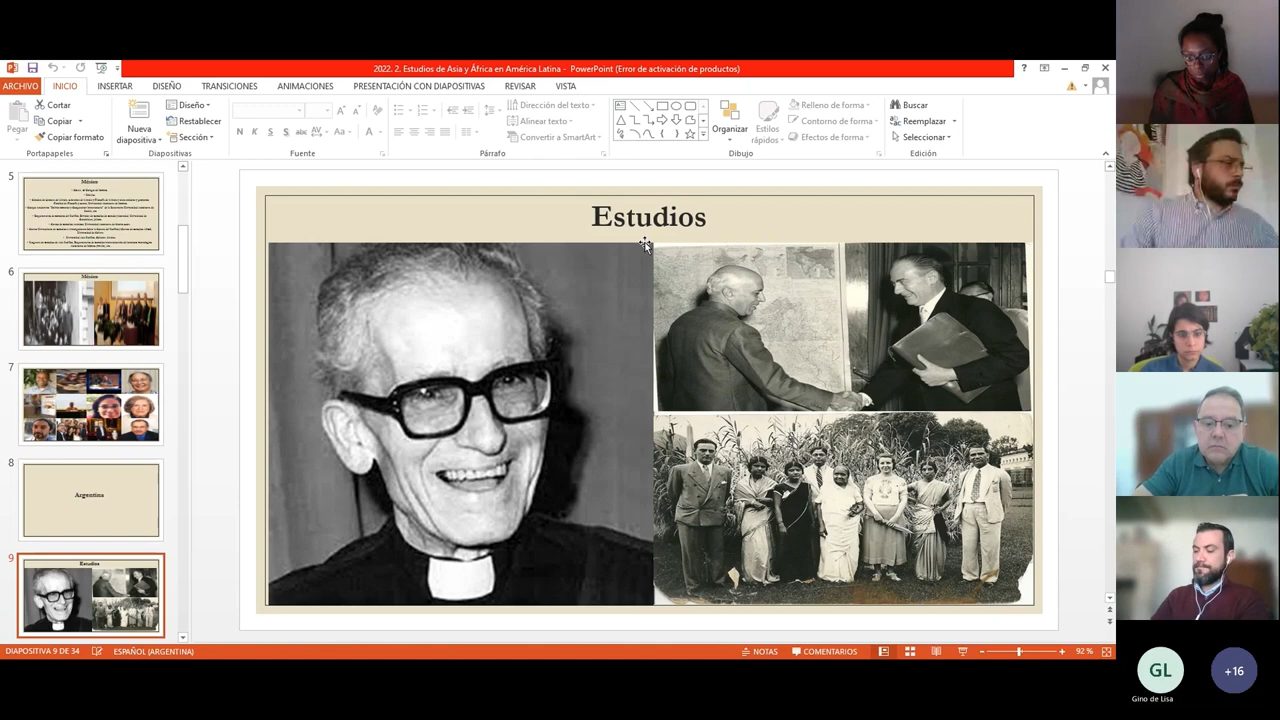 2022. 2. Estudios de Asia y África en América Latina - PowerPoint (Error de activación de productos)
ARCHIVO INICIO INSERTAR DISEÑO TRANSICIONES ANIMACIONES PRESENTACIÓN CON DIAPOSITIVAS REVISAR VISTA
Pegar
Cortar
Copiar
Copiar formato
Portapapeles
Nueva
diapositiva
Diseño
Restablecer
Sección
Diapositivas
N K S S abc AV Aa A
Fuente
Dirección del texto
Alinear texto
Convertir a SmartArt
Párrafo
Organizar
Estilos
rápidos
Relleno de forma
Contorno de forma
Efectos de forma
Dibujo
Buscar
Reemplazar
Seleccionar
Edición
5
México
6
México
7
8
Argentina
9
Estudios
Estudios
DIAPOSITIVA 9 DE 34 ESPAÑOL (ARGENTINA) NOTAS COMENTARIOS 92 %
GL
Gino de Lisa
+16